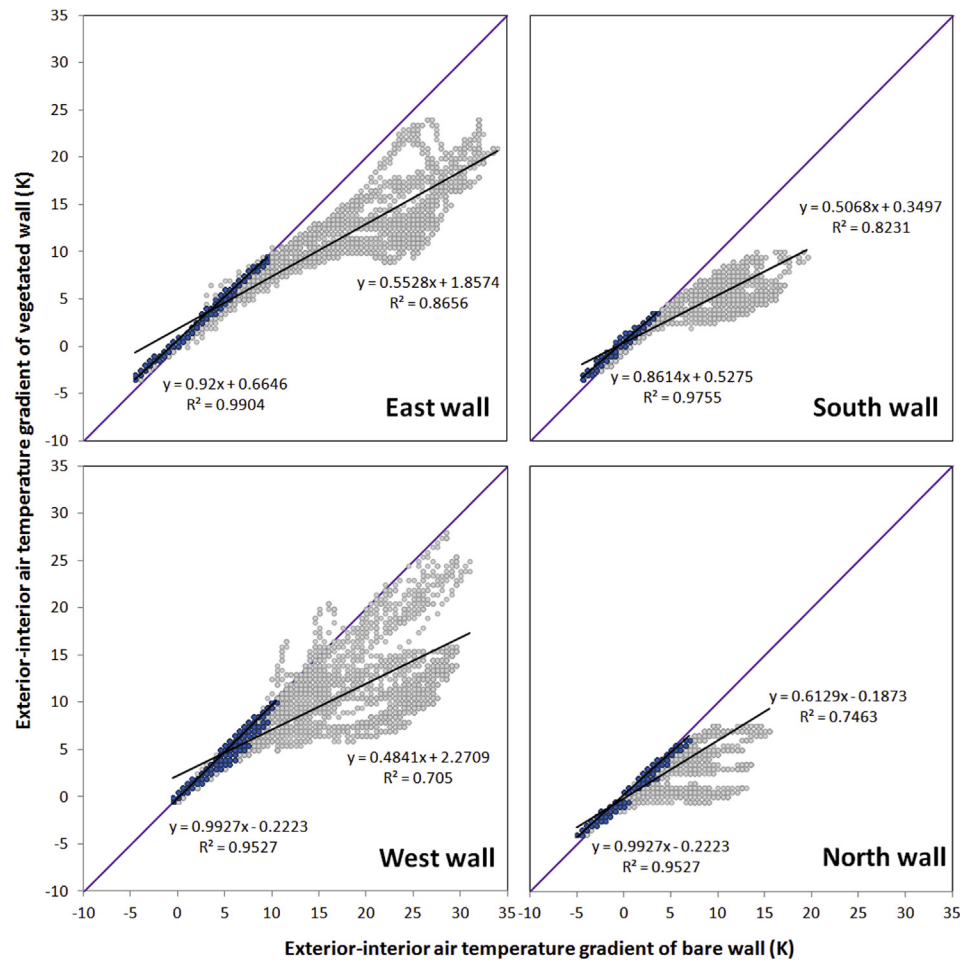 Exterior-interior air temperature gradient of vegetated wall (K)
35
30
25
20
15
10
5
0
-5
-10
y = 0.5528x + 1.8574
R² = 0.8656
y = 0.92x + 0.6646
R² = 0.9904
East wall
y = 0.5068x + 0.3497
R² = 0.8231
y = 0.8614x + 0.5275
R² = 0.9755
South wall
35
30
25
20
15
10
5
0
-5
-10
y = 0.4841x + 2.2709
R² = 0.705
y = 0.9927x - 0.2223
R² = 0.9527
West wall
y = 0.6129x - 0.1873
R² = 0.7463
y = 0.9927x - 0.2223
R² = 0.9527
North wall
-10 -5 0 5 10 15 20 25 30 35 -5 0 5 10 15 20 25 30 35
Exterior-interior air temperature gradient of bare wall (K)